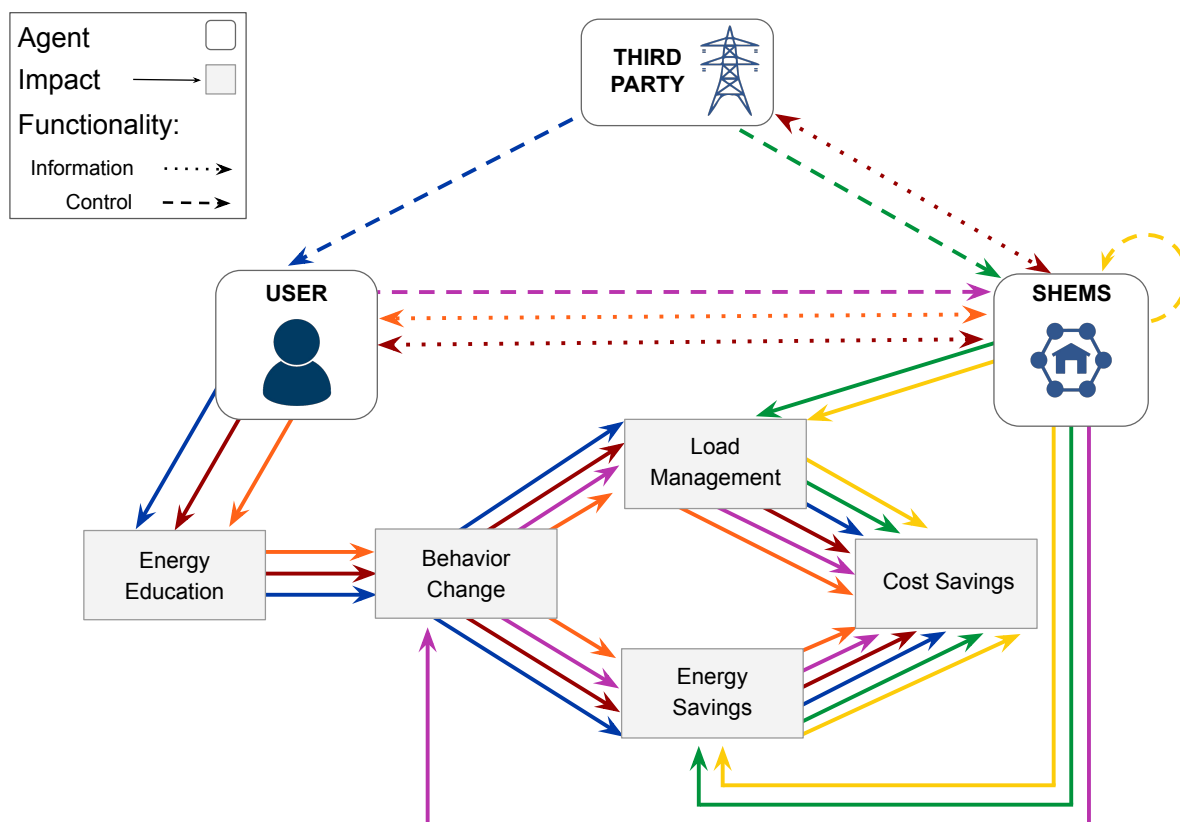 Agent
Impact
Functionality:
Information
Control
THIRD
PARTY
USER
SHEMS
Load
Management
Energy
Education
Behavior
Change
Cost Savings
Energy
Savings